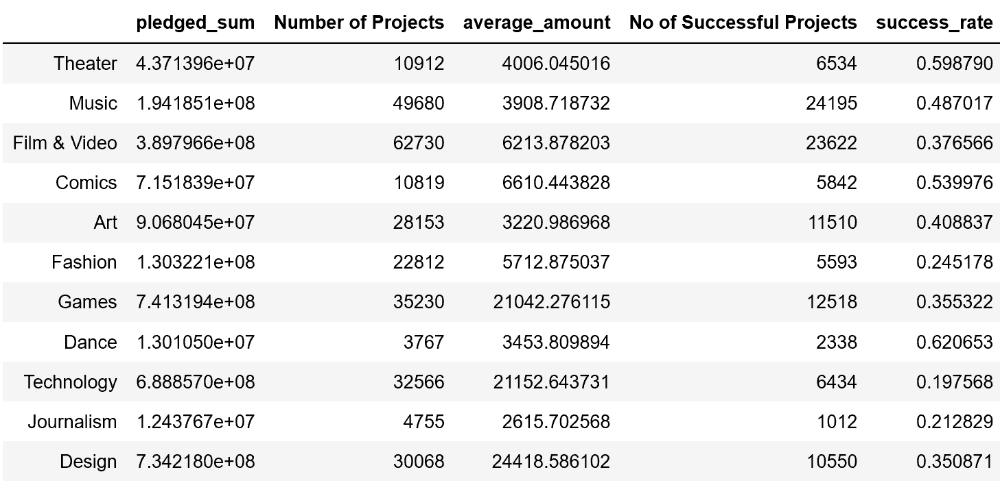 pledged_sum Number of Projects average_amount No of Successful Projects success_rate
Theater 4.371396e+07 10912 4006.045016 6534 0.598790
Music 1.941851e+08 49680 3908.718732 24195 0.487017
Film & Video 3.897966e+08 62730 6213.878203 23622 0.376566
Comics 7.151839e+07 10819 6610.443828 5842 0.539976
Art 9.068045e+07 28153 3220.986968 11510 0.408837
Fashion 1.303221e+08 22812 5712.875037 5593 0.245178
Games 7.413194e+08 35230 21042.276115 12518 0.355322
Dance 1.301050e+07 3767 3453.809894 2338 0.620653
Technology 6.888570e+08 32566 21152.643731 6434 0.197568
Journalism 1.243767e+07 4755 2615.702568 1012 0.212829
Design 7.342180e+08 30068 24418.586102 10550 0.350871